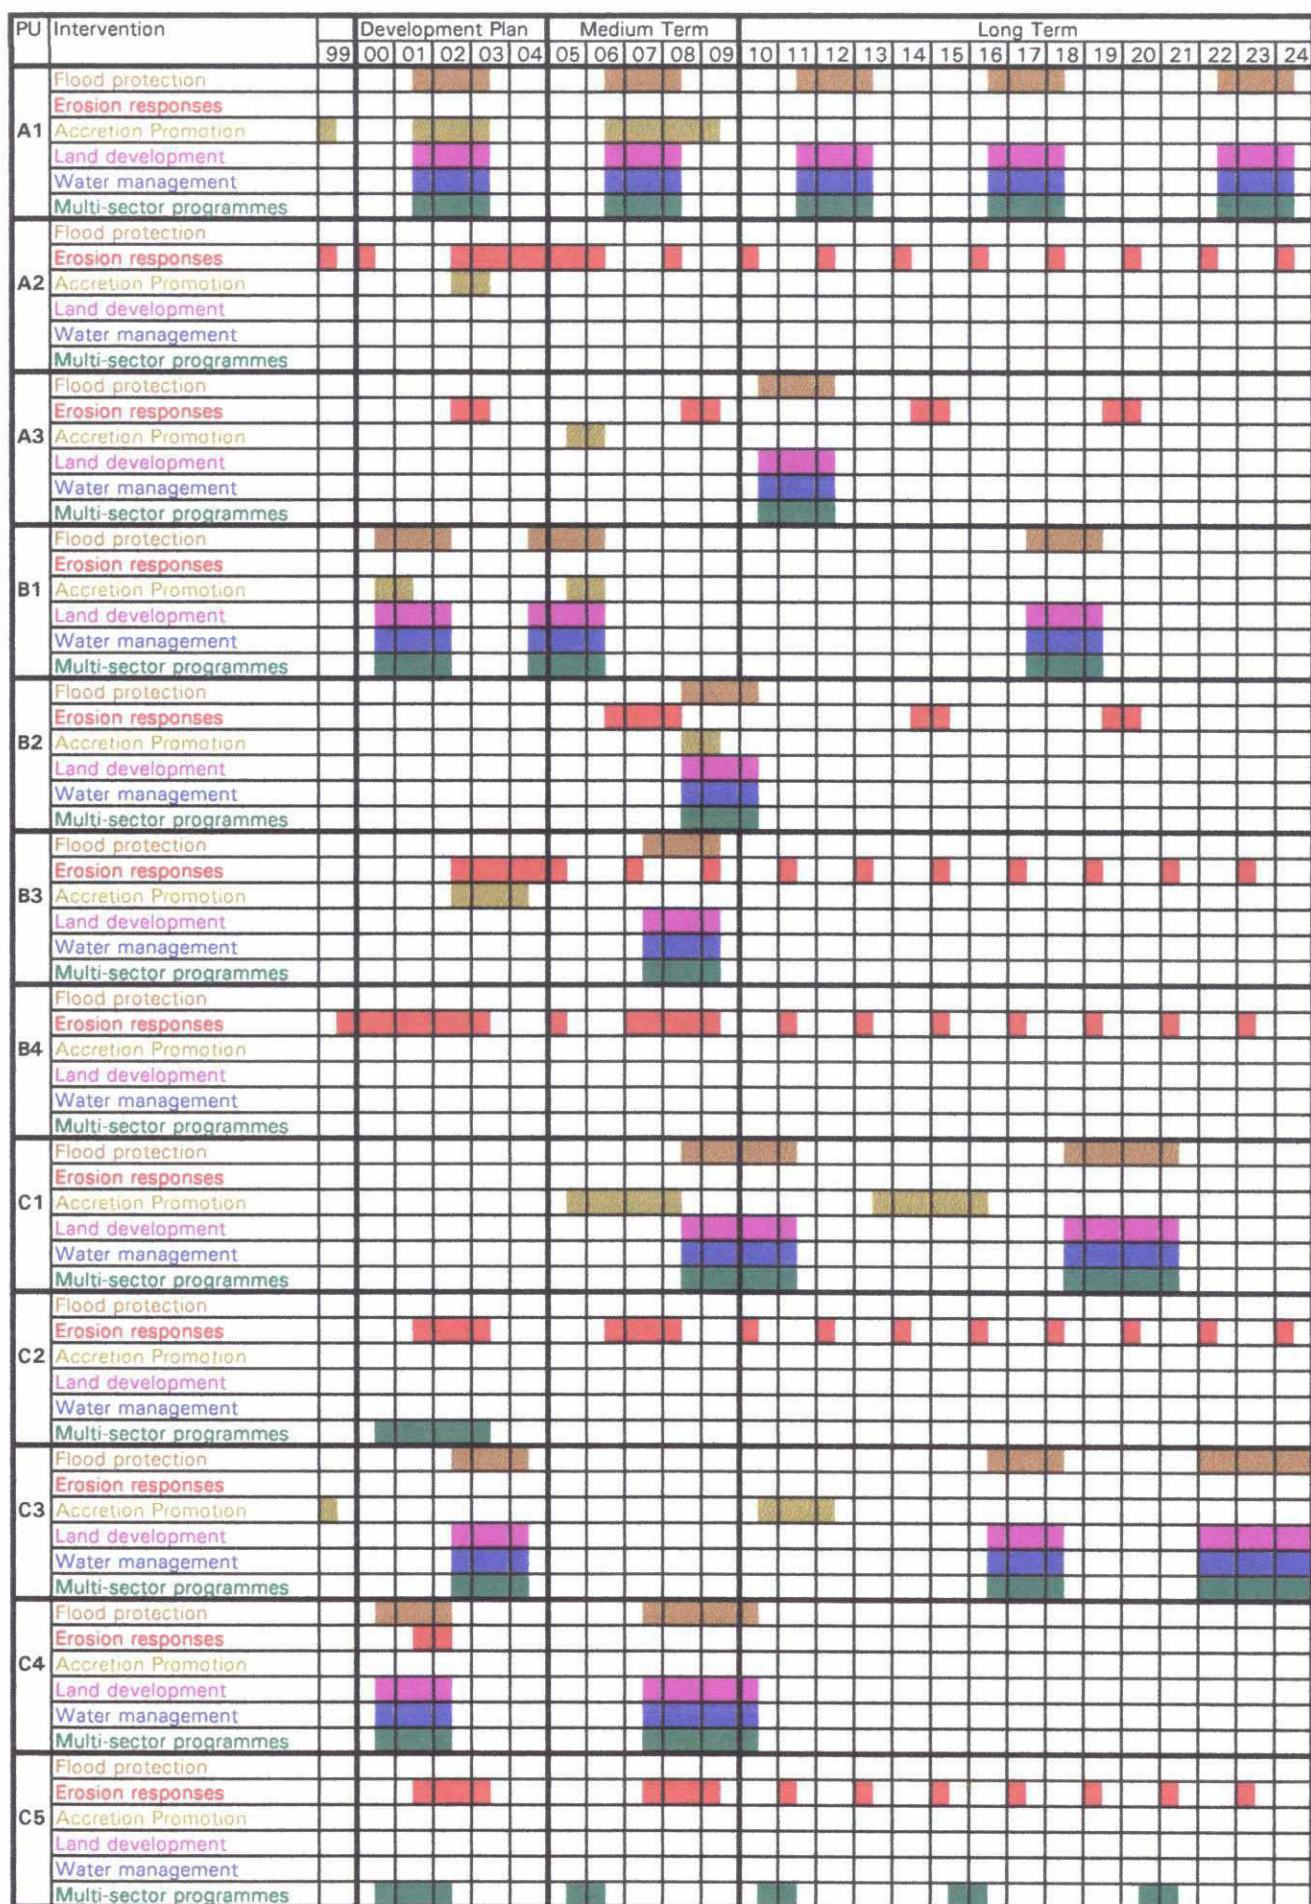 PU Intervention Development Plan Medium Term Long Term
99 00 01 02 03 04 05 06 07 08 09 10 11 12 13 14 15 16 17 18 19 20 21 22 23 24
Flood protection
Erosion responses
A1 Accretion Promotion
Land development
Water management
Multi-sector programmes
Flood protection
Erosion responses
A2 Accretion Promotion
Land development
Water management
Multi-sector programmes
Flood protection
Erosion responses
A3 Accretion Promotion
Land development
Water management
Multi-sector programmes
Flood protection
Erosion responses
B1 Accretion Promotion
Land development
Water management
Multi-sector programmes
Flood protection
Erosion responses
B2 Accretion Promotion
Land development
Water management
Multi-sector programmes
Flood protection
Erosion responses
B3 Accretion Promotion
Land development
Water management
Multi-sector programmes
Flood protection
Erosion responses
B4 Accretion Promotion
Land development
Water management
Multi-sector programmes
Flood protection
Erosion responses
C1 Accretion Promotion
Land development
Water management
Multi-sector programmes
Flood protection
Erosion responses
C2 Accretion Promotion
Land development
Water management
Multi-sector programmes
Flood protection
Erosion responses
C3 Accretion Promotion
Land development
Water management
Multi-sector programmes
Flood protection
Erosion responses
C4 Accretion Promotion
Land development
Water management
Multi-sector programmes
Flood protection
Erosion responses
C5 Accretion Promotion
Land development
Water management
Multi-sector programmes